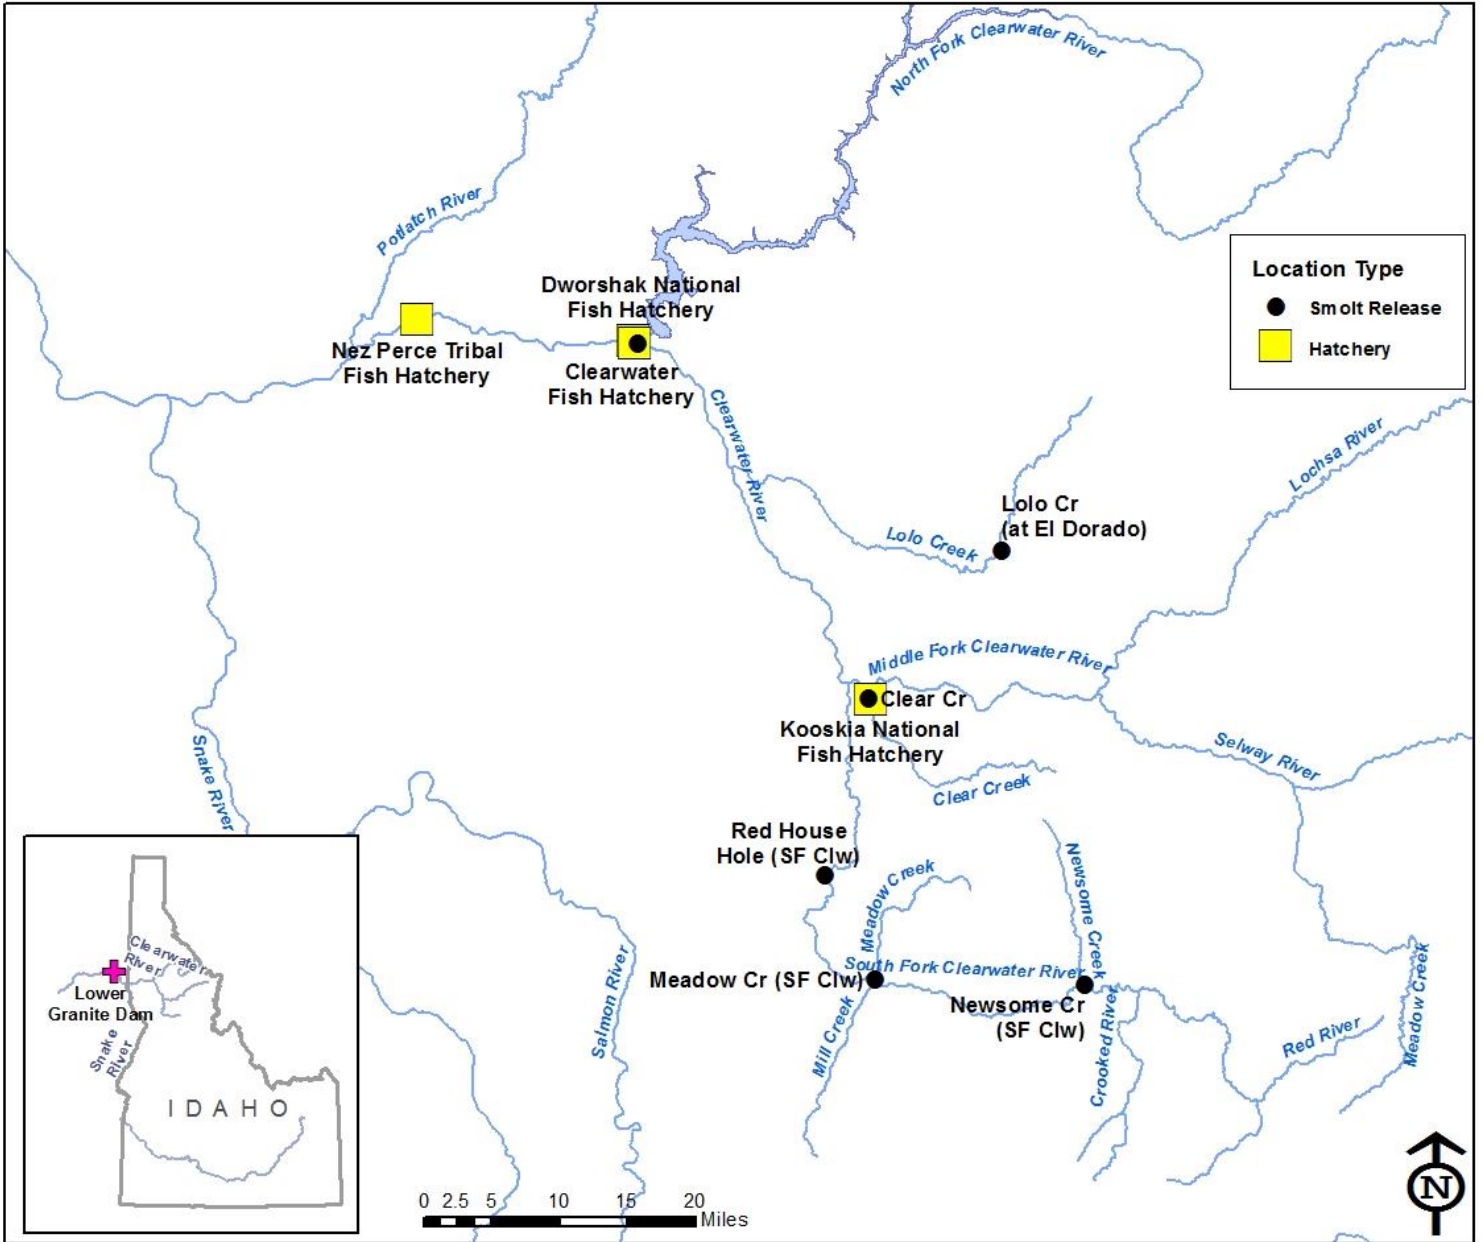 North Fork Clearwater River
Potlatch River
Dworshak National
Fish Hatchery
Nez Perce Tribal
Fish Hatchery
Clearwater
Fish Hatchery
Location Type
Smolt Release
Hatchery
Clearwater River
Lochsa River
Lolo Cr
(at El Dorado)
Lolo Creek
Middle Fork Clearwater River
Clear Cr
Kooskia National
Fish Hatchery
Selway River
Clear Creek
Snake River
Red House
Hole (SF Clw)
Meadow Creek
Newsome Creek
South Fork Clearwater River
Meadow Cr (SF Clw)
Newsome Cr
(SF Clw)
Mill Creek
Crooked River
Red River
Meadow Creek
Salmon River
Clearwater
River
Lower
Granite Dam
Snake
River
IDAHO
0 2.5 5 10 15 20
Miles
N